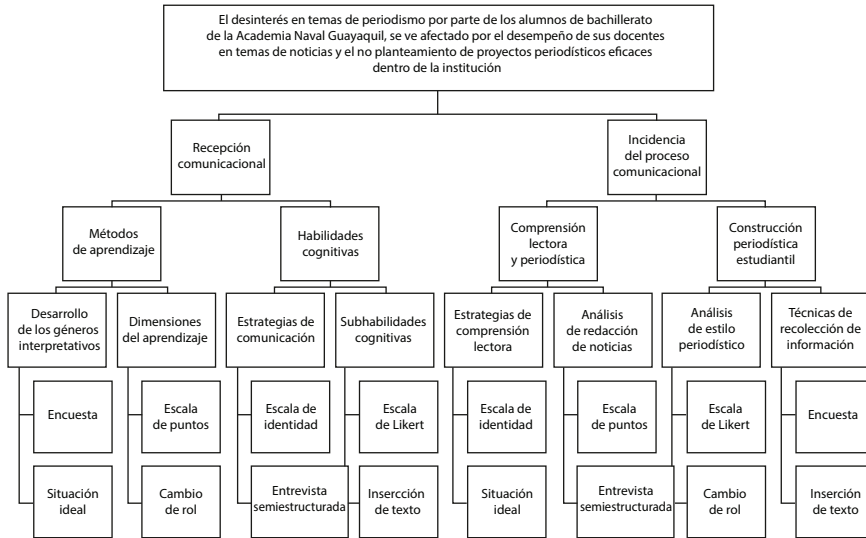 El desinterés en temas de periodismo por parte de los alumnos de bachillerato
de la Academia Naval Guayaquil, se ve afectado por el desempeño de sus docentes
en temas de noticias y el no planteamiento de proyectos periodísticos eficaces
dentro de la institución
Recepción
comunicacional
Incidencia
del proceso
comunicacional
Métodos
de aprendizaje
Habilidades
cognitivas
Comprensión
lectora
y periodística
Construcción
periodística
estudiantil
Desarrollo
de los géneros
interpretativos
Dimensiones
del aprendizaje
Estrategias de
comunicación
Subhabilidades
cognitivas
Estrategias de
comprensión
lectora
Análisis
de redacción
de noticias
Análisis
de estilo
periodístico
Técnicas de
recolección de
información
Encuesta
Escala
de puntos
Escala de
identidad
Escala
de Likert
Escala de
identidad
Escala
de puntos
Escala
de Likert
Encuesta
Situación
ideal
Cambio
de rol
Entrevista
semiestructurada
Insercción
de texto
Situación
ideal
Entrevista
semiestructurada
Cambio
de rol
Inserción
de texto